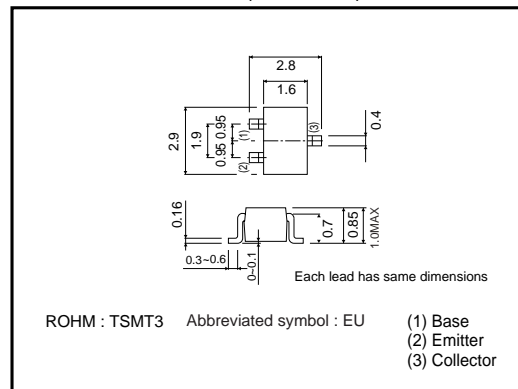 2.8
1.6
2.9
1.9
0.95 0.95
(1)
(2)
(3)
0.4
0.16
0.3~0.6
0~0.1
0.7
0.85
1.0MAX
Each lead has same dimensions
ROHM : TSMT3 Abbreviated symbol : EU
(1) Base
(2) Emitter
(3) Collector